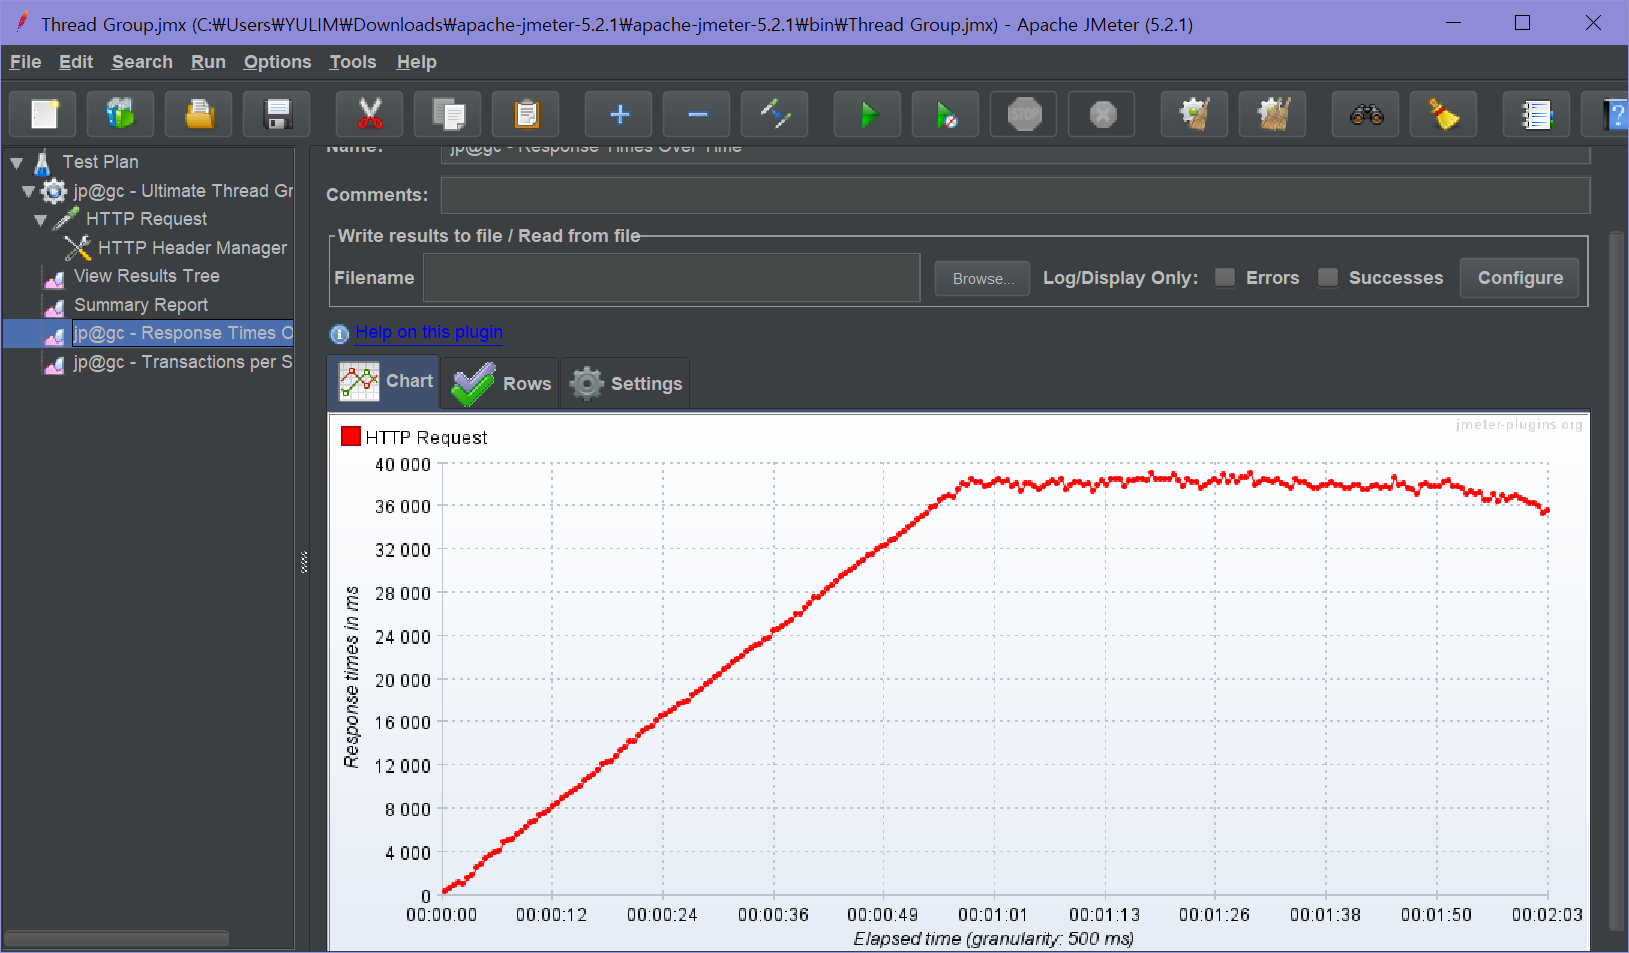 Thread Group.jmx (C:₩Users₩YULIM₩Downloads₩apache-jmeter-5.2.1₩apache-jmeter-5.2.1₩bin₩Thread Group.jmx) - Apache JMeter (5.2.1)
File Edit Search Run Options Tools Help
STOP
Test Plan
jp@gc - Ultimate Thread Gr
HTTP Request
HTTP Header Manager
View Results Tree
Summary Report
jp@gc - Response Times O
jp@gc - Transactions per S
Name: jp@gc - Response Times Over Time
Comments:
Write results to file / Read from file
Filename Browse... Log/Display Only: Errors Successes Configure
Help on this plugin
Chart Rows Settings
jmeter-plugins.org
HTTP Request
40 000
36 000
32 000
28 000
24 000
20 000
16 000
12 000
8 000
4 000
0
Response times in ms
00:00:00 00:00:12 00:00:24 00:00:36 00:00:49 00:01:01 00:01:13 00:01:26 00:01:38 00:01:50 00:02:03
Elapsed time (granularity: 500 ms)